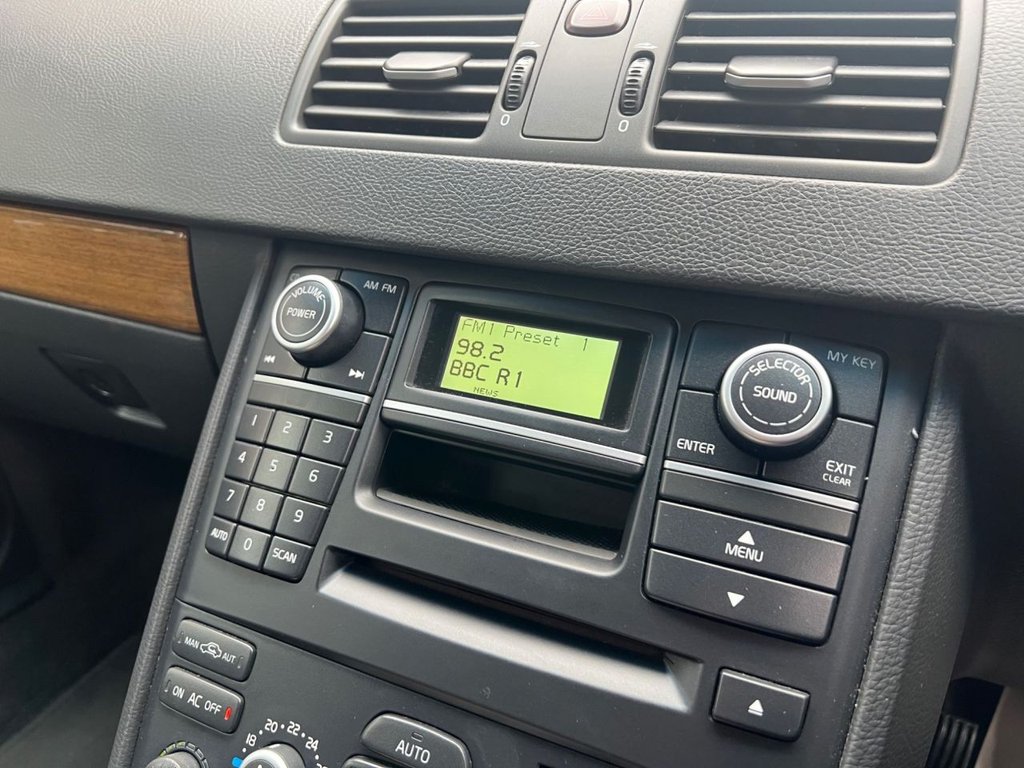 0
0
VOLUME
POWER
AM FM
FM1 Preset 1
98.2
BBC R1
NEWS
SELECTOR
SOUND
MY KEY
ENTER
EXIT
CLEAR
MENU
1 2 3
4 5 6
7 8 9
AUTO 0 SCAN
MAN AUT
ON AC OFF
18 20 22 24
AUTO